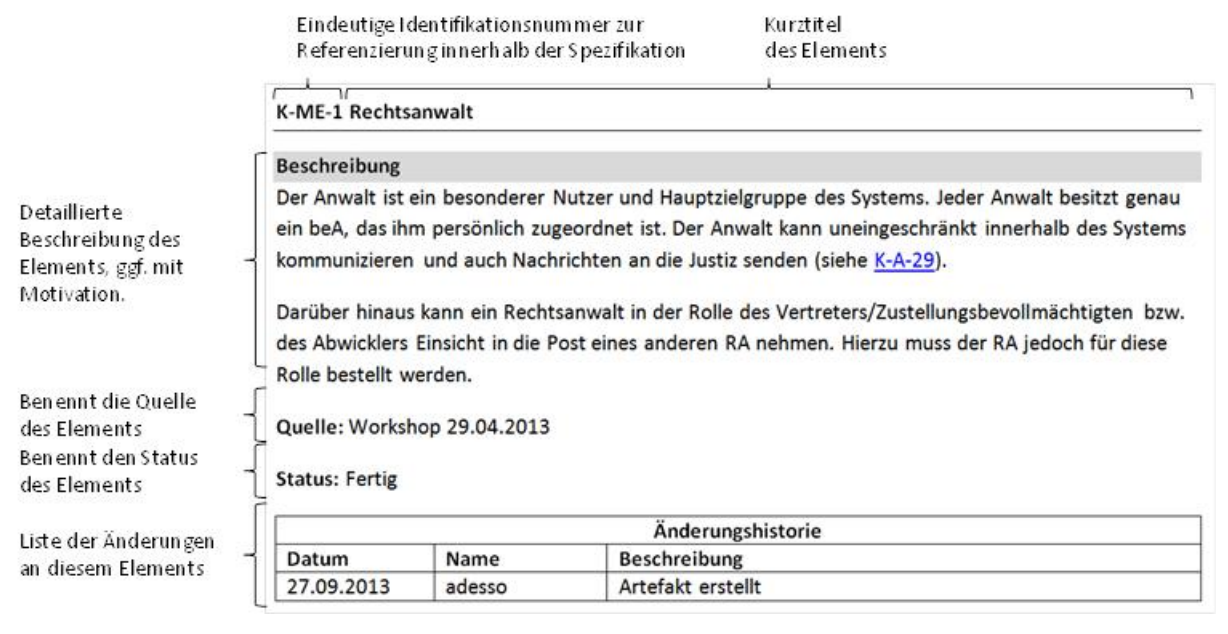 Eindeutige Identifikationsnummer zur
Referenzierung innerhalb der Spezifikation
Kurztitel
des Elements
K-ME-1 Rechtsanwalt
Detaillierte
Beschreibung des
Elements, ggf. mit
Motivation.
Beschreibung
Der Anwalt ist ein besonderer Nutzer und Hauptzielgruppe des Systems. Jeder Anwalt besitzt genau
ein beA, das ihm persönlich zugeordnet ist. Der Anwalt kann uneingeschränkt innerhalb des Systems
kommunizieren und auch Nachrichten an die Justiz senden (siehe K-A-29).
Darüber hinaus kann ein Rechtsanwalt in der Rolle des Vertreters/Zustellungsbevollmächtigten bzw.
des Abwicklers Einsicht in die Post eines anderen RA nehmen. Hierzu muss der RA jedoch für diese
Rolle bestellt werden.
Benennt die Quelle
des Elements
Quelle: Workshop 29.04.2013
Benennt den Status
des Elements
Status: Fertig
Liste der Änderungen
an diesem Elements
Änderungshistorie
Datum Name Beschreibung
27.09.2013 adesso Artefakt erstellt